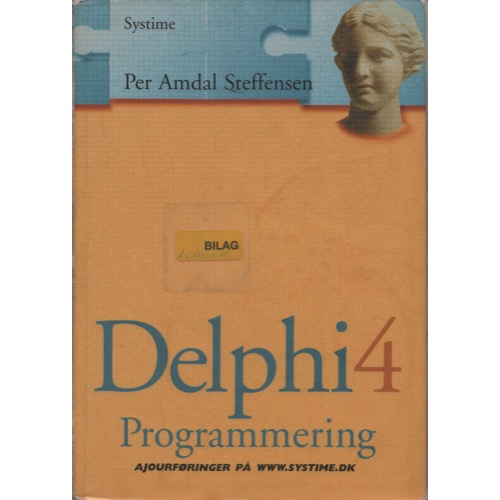 Systime
Per Amdal Steffensen
BILAG
Delphi4
Programmering
AJOURFØRINGER PÅ WWW.SYSTIME.DK